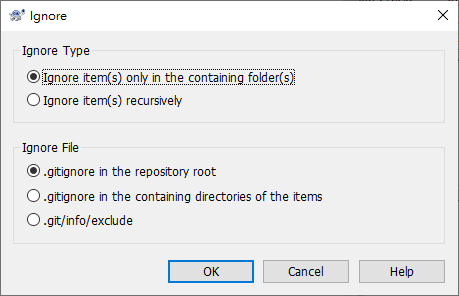 Ignore
Ignore Type
Ignore item(s) only in the containing folder(s)
Ignore item(s) recursively
Ignore File
.gitignore in the repository root
.gitignore in the containing directories of the items
.git/info/exclude
OK
Cancel
Help